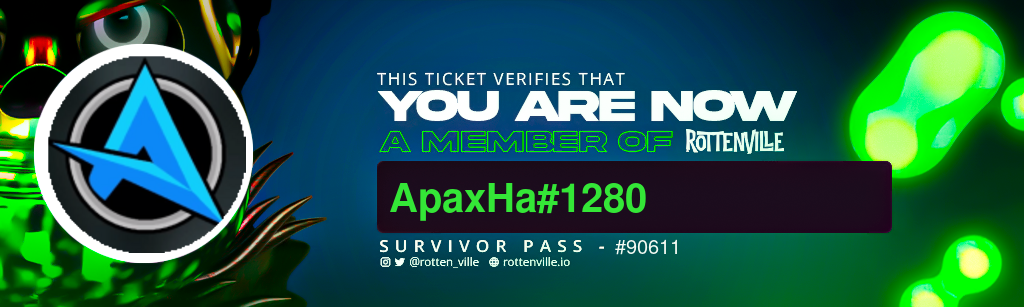 THIS TICKET VERIFIES THAT
YOU ARE NOW
A MEMBER OF ROTTENVILLE
ApaxHa#1280
SURVIVOR PASS - #90611
@rotten_ville rottenville.io